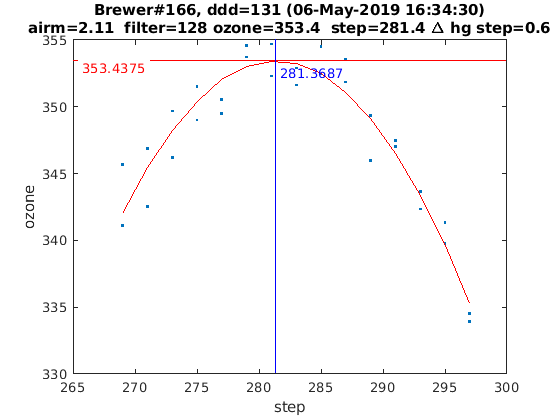 Brewer#166, ddd=131 (06-May-2019 16:34:30)
airm=2.11 filter=128 ozone=353.4 step=281.4 Δ hg step=0.6
355
353.4375
281.3687
350
345
340
335
330
ozone
265 270 275 280 285 290 295 300
step